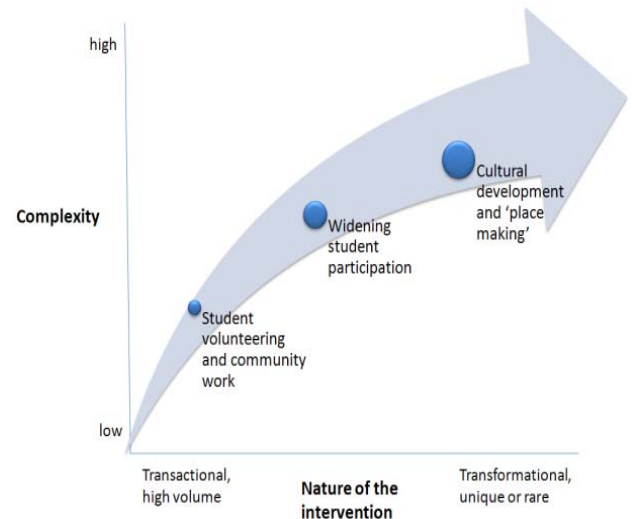 high
Cultural
development
and 'place
making'
Complexity
Widening
student
participation
Student
volunteering
and community
work
low
Transactional,
high volume
Nature of the
intervention
Transformational,
unique or rare